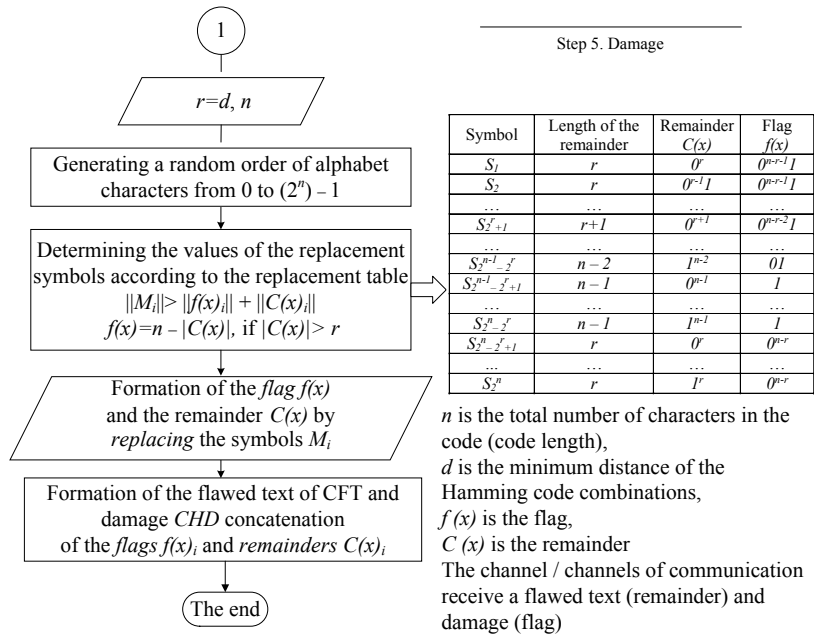 1
r=d, n
Generating a random order of alphabet
characters from 0 to (2ⁿ) – 1
Determining the values of the replacement
symbols according to the replacement table
||Mᵢ||> ||f(x)ᵢ|| + ||C(x)ᵢ||
f(x)=n – |C(x)|, if |C(x)|> r
Formation of the flag f(x)
and the remainder C(x) by
replacing the symbols Mᵢ
Formation of the flawed text of CFT and
damage CHD concatenation
of the flags f(x)ᵢ and remainders C(x)ᵢ
The end
Step 5. Damage
Symbol | Length of the remainder | Remainder C(x) | Flag f(x)
S_1 | r | 0^r | 0^{n-r-1}1
S_2 | r | 0^{r-1}1 | 0^{n-r-1}1
… | … | … | …
S_{2^r+1} | r+1 | 0^{r+1} | 0^{n-r-2}1
… | … | … | …
S_{2^{n-1}–2^r} | n – 2 | 1^{n-2} | 01
S_{2^{n-1}–2^r+1} | n – 1 | 0^{n-1} | 1
… | … | … | …
S_{2^n–2^r} | n – 1 | 1^{n-1} | 1
S_{2^n–2^r+1} | r | 0^r | 0^{n-r}
... | … | … | …
S_{2^n} | r | 1^r | 0^{n-r}
n is the total number of characters in the
code (code length),
d is the minimum distance of the
Hamming code combinations,
f (x) is the flag,
C (x) is the remainder
The channel / channels of communication
receive a flawed text (remainder) and
damage (flag)